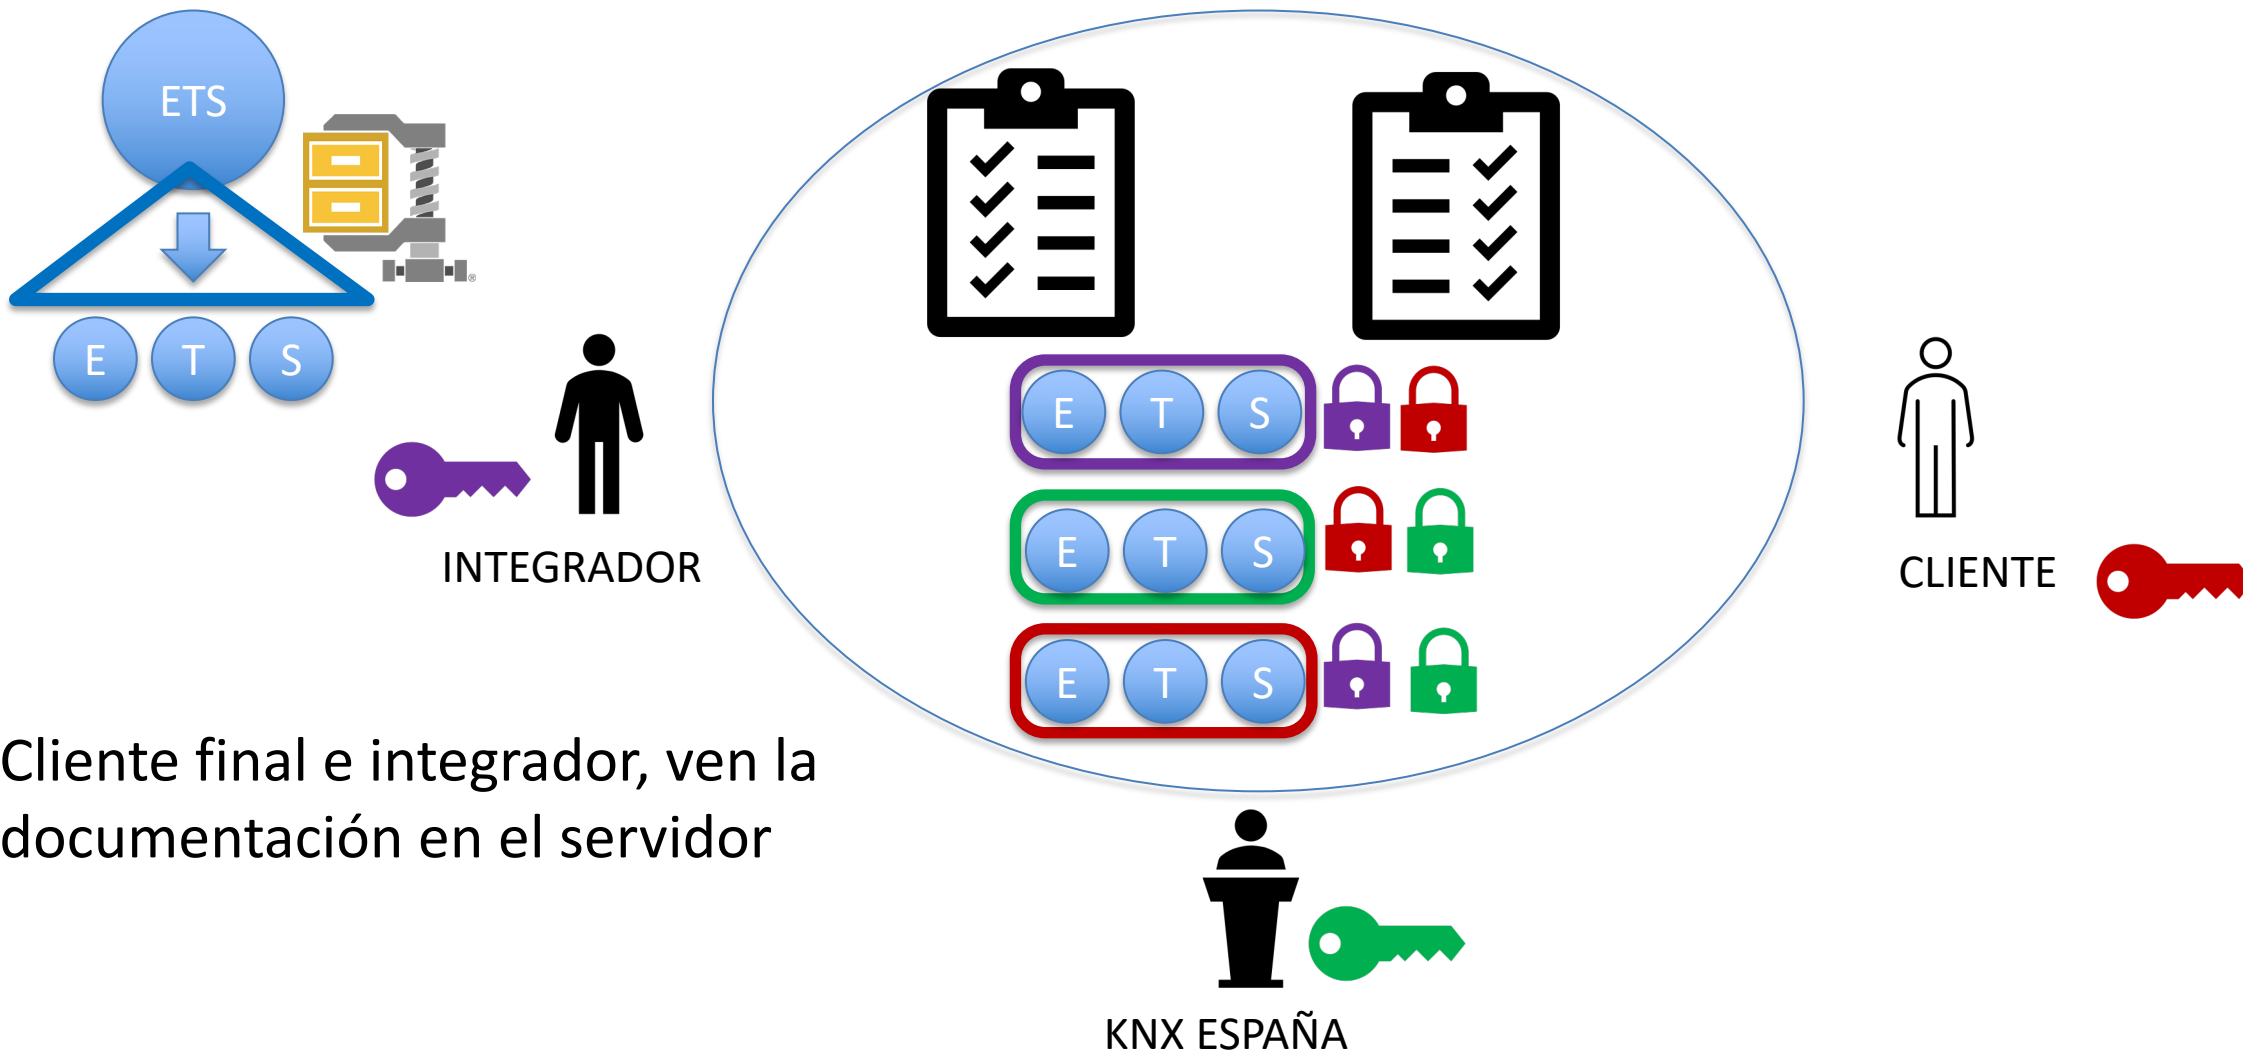 ETS
E T S
E T S
E T S
E T S
INTEGRADOR
CLIENTE
Cliente final e integrador, ven la
documentación en el servidor
KNX ESPAÑA
®